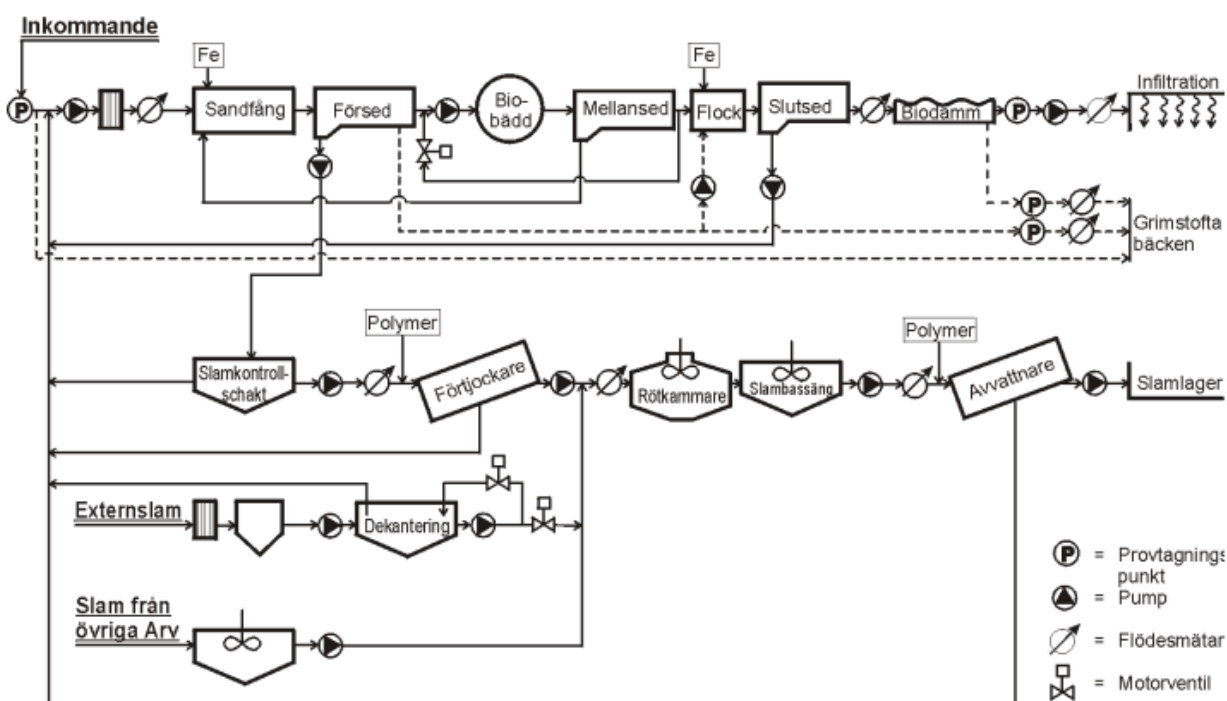 Inkommande
Fe
Fe
Infiltration
P
Sandfång
Försed
Bio-
bädd
Mellansed
Flock
Slutsed
Biodamm
P
P
P
Grimstofta
bäcken
Polymer
Polymer
Slamkontroll-
schakt
Förtjockare
Rötkammare
Slambassäng
Avvattnare
Slamlager
Externslam
Dekantering
P = Provtagnings
punkt
= Pump
= Flödesmätar
= Motorventil
Slam från
övriga Arv